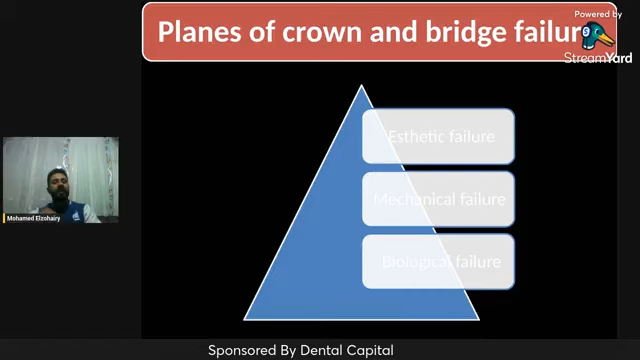 Powered by
Planes of crown and bridge failure
StreamYard
Esthetic failure
Mechanical failure
Biological failure
Mohamed Elzohairy
Sponsored By Dental Capital